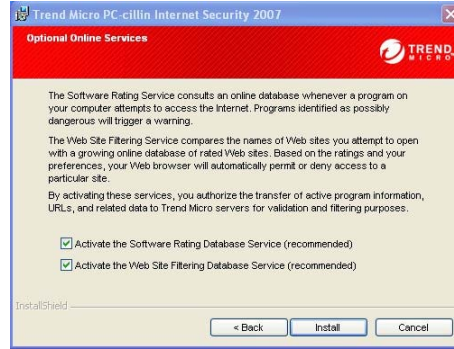 Trend Micro PC-cillin Internet Security 2007
Optional Online Services
TREND
MICRO
The Software Rating Service consults an online database whenever a program on
your computer attempts to access the Internet. Programs identified as possibly
dangerous will trigger a warning.
The Web Site Filtering Service compares the names of Web sites you attempt to open
with a growing online database of rated Web sites. Based on the ratings and your
preferences, your Web browser will automatically permit or deny access to a
particular site.
By activating these services, you authorize the transfer of active program information,
URLs, and related data to Trend Micro servers for validation and filtering purposes.
Activate the Software Rating Database Service (recommended)
Activate the Web Site Filtering Database Service (recommended)
InstallShield
< Back Install Cancel